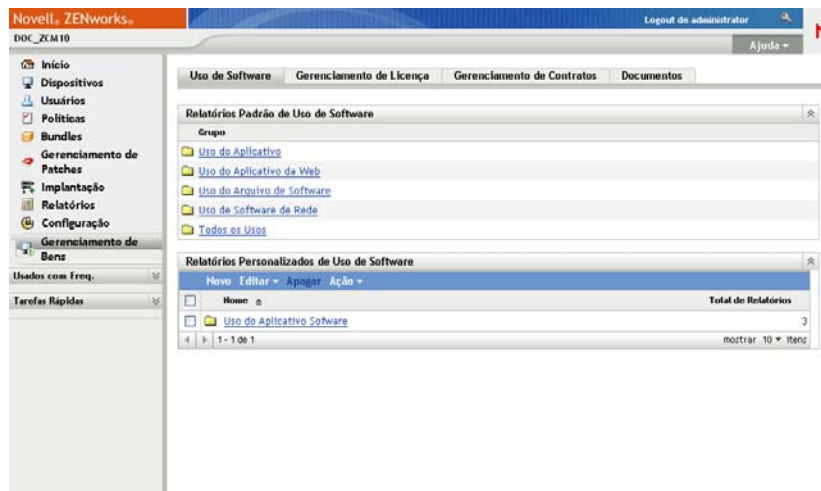 Novell® ZENworks®
Logout de administrator
DOC_ZCM10
Ajuda
Início
Dispositivos
Usuários
Políticas
Bundles
Gerenciamento de
Patches
Implantação
Relatórios
Configuração
Gerenciamento de
Bens
Usados com Freq.
Tarefas Rápidas
Uso de Software Gerenciamento de Licença Gerenciamento de Contratos Documentos
Relatórios Padrão de Uso de Software
Grupo
Uso do Aplicativo
Uso do Aplicativo da Web
Uso do Arquivo de Software
Uso de Software de Rede
Todos os Usos
Relatórios Personalizados de Uso de Software
Novo Editar Apagar Ação
Nome Total de Relatórios
Uso do Aplicativo Sofware 3
1 - 1 de 1 mostrar 10 itens